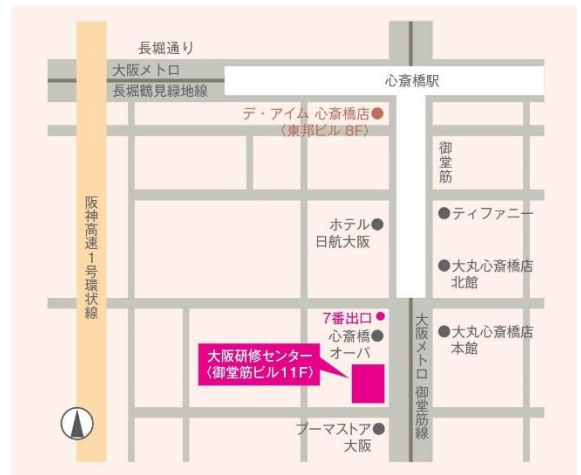 長堀通り
大阪メトロ
長堀鶴見緑地線
心斎橋駅
デ・アイム 心斎橋店
〈東邦ビル 8F〉
御堂筋
阪神高速1号環状線
ホテル
日航大阪
ティファニー
大丸心斎橋店
北館
7番出口
心斎橋
オーパ
大阪メトロ 御堂筋線
大丸心斎橋店
本館
大阪研修センター
〈御堂筋ビル11F〉
プーマストア
大阪